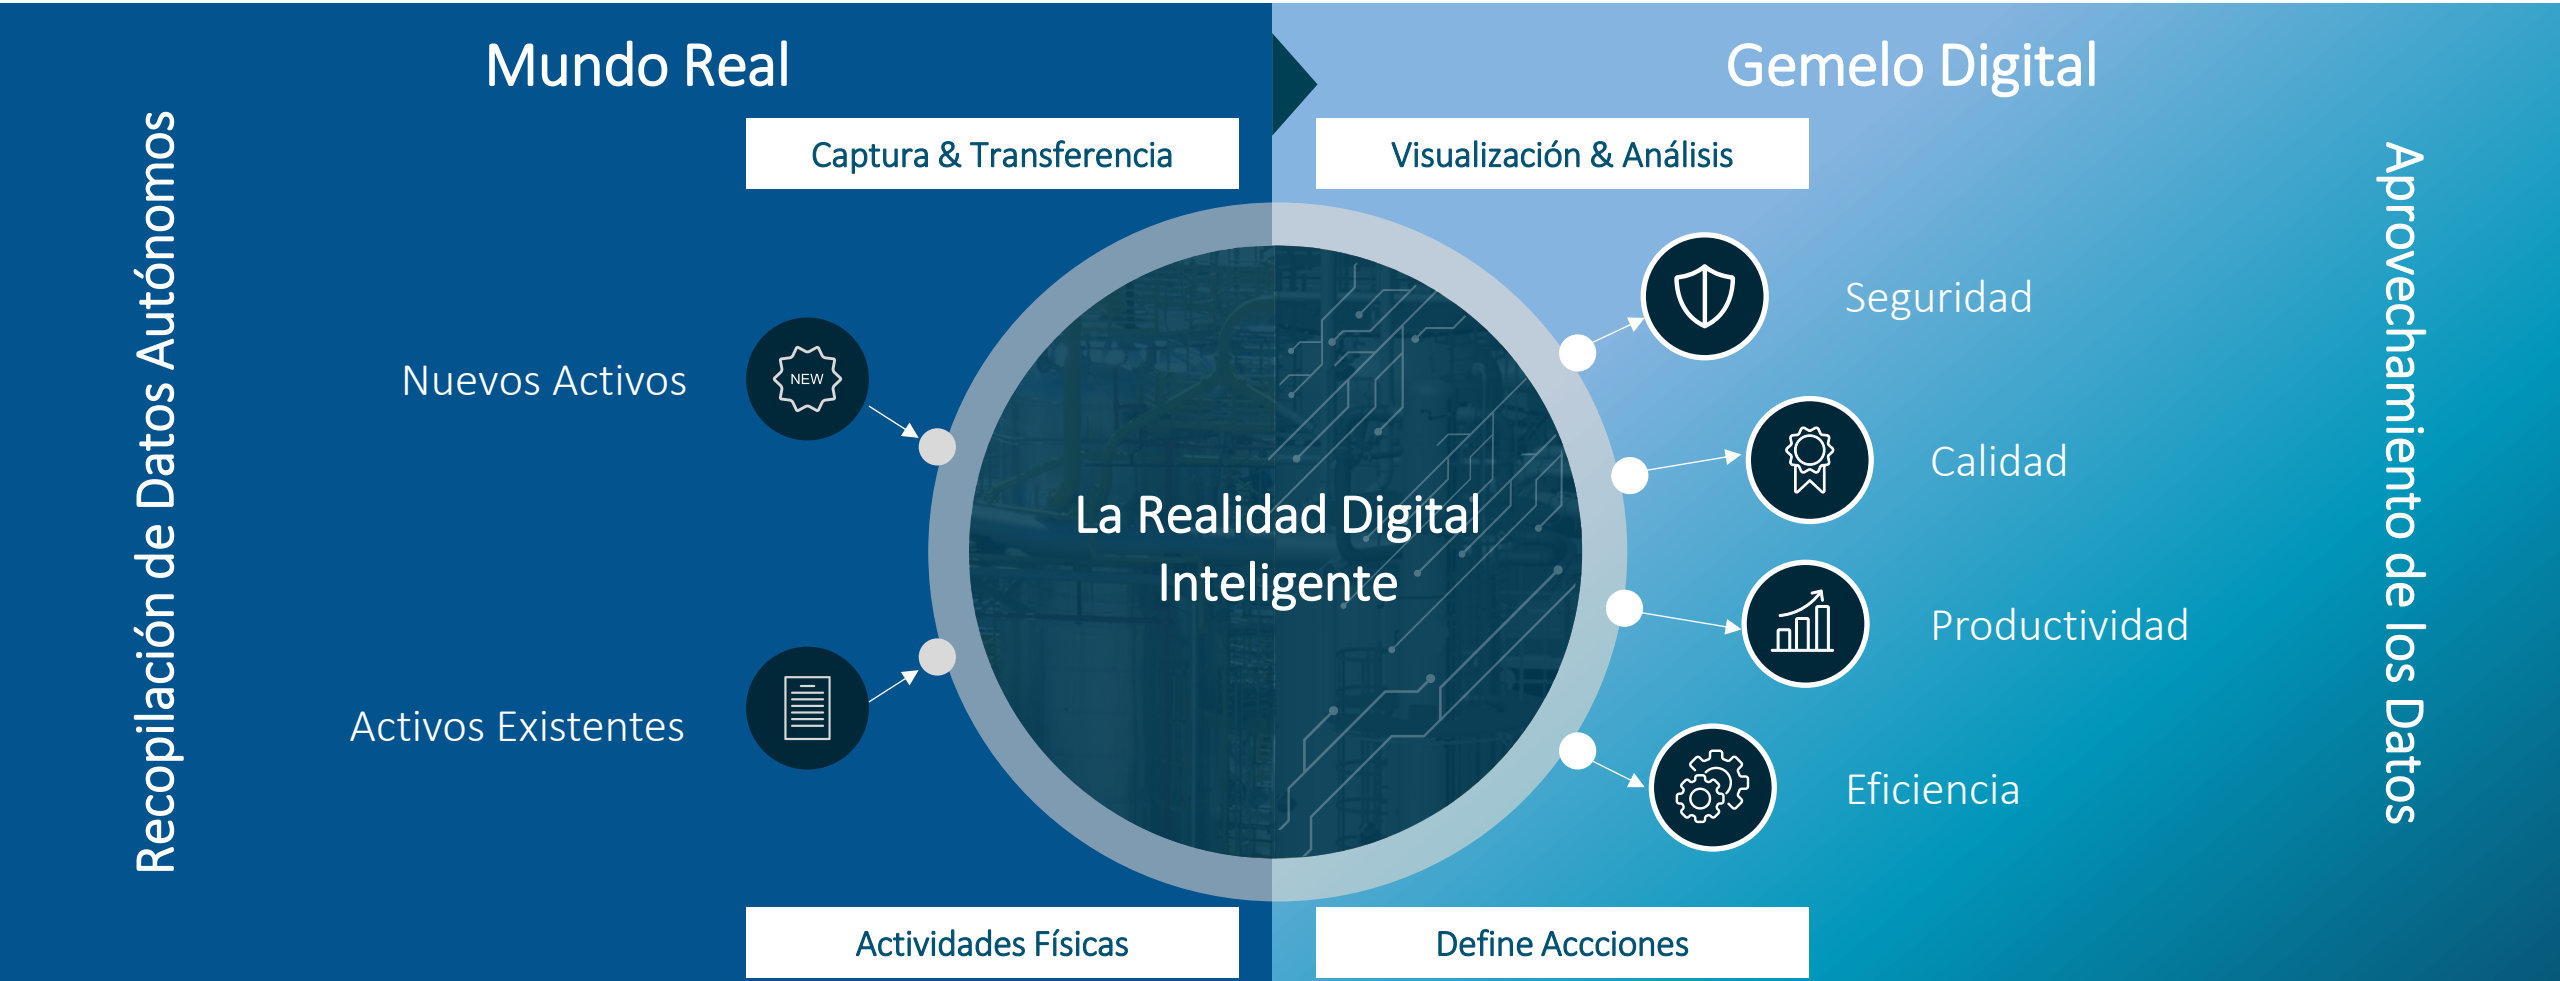 Mundo Real
Gemelo Digital
Captura & Transferencia
Visualización & Análisis
Recopilación de Datos Autónomos
Aprovechamiento de los Datos
Nuevos Activos
NEW
Activos Existentes
La Realidad Digital
Inteligente
Seguridad
Calidad
Productividad
Eficiencia
Actividades Físicas
Define Accciones